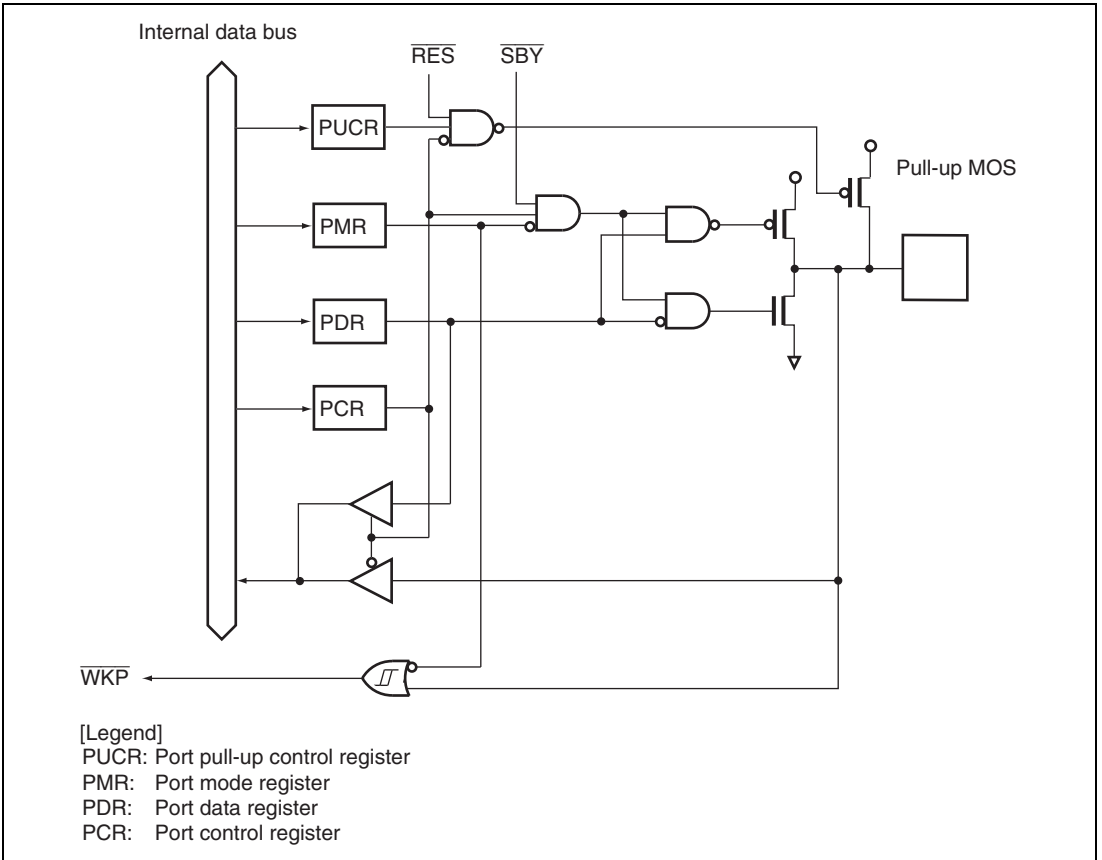 Internal data bus
RES
SBY
PUCR
Pull-up MOS
PMR
PDR
PCR
WKP
[Legend]
PUCR: Port pull-up control register
PMR: Port mode register
PDR: Port data register
PCR: Port control register